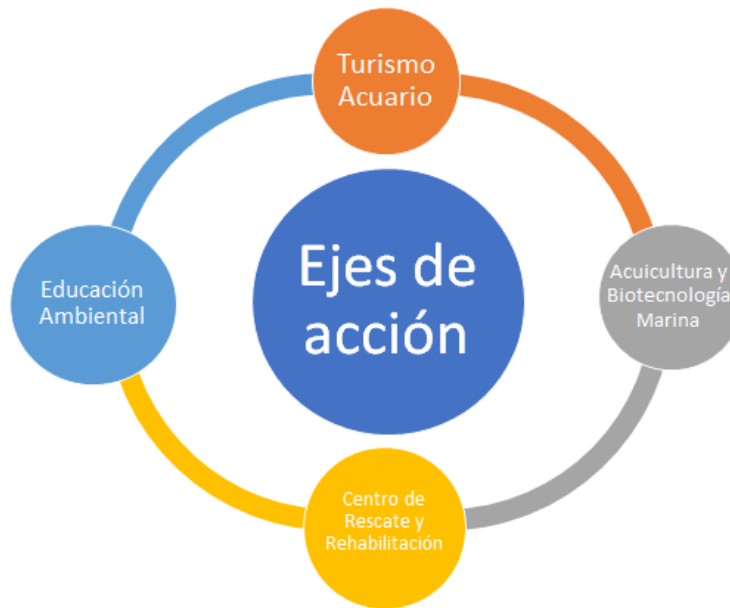 Turismo
Acuario
Ejes de
acción
Educación
Ambiental
Acuicultura y
Biotecnología
Marina
Centro de
Rescate y
Rehabilitación